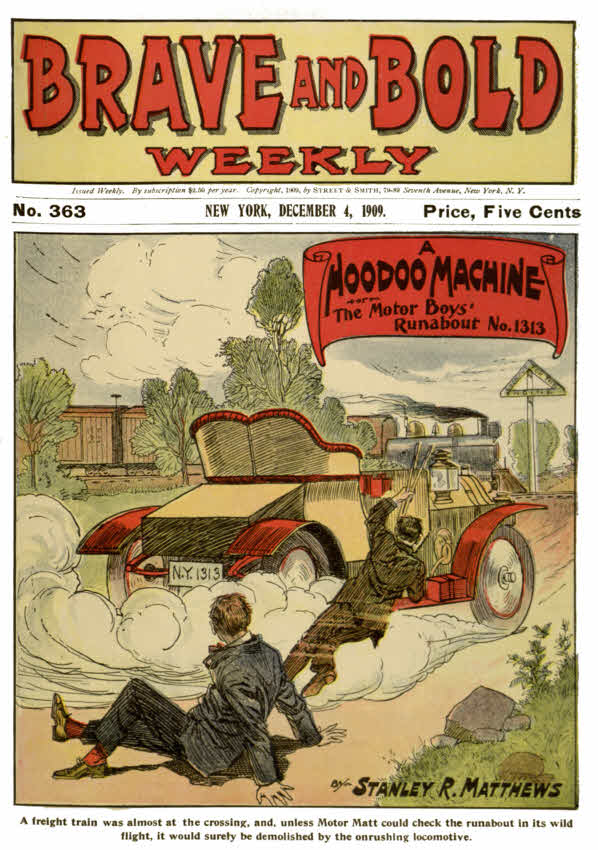 BRAVE AND BOLD
WEEKLY
Issued Weekly. By subscription $2.50 per year. Copyright, 1909, by STREET & SMITH, 79-89 Seventh Avenue, New York, N. Y.
No. 363
NEW YORK, DECEMBER 4, 1909.
Price, Five Cents
A
HOODOO MACHINE
OR
The Motor Boys'
Runabout No. 1313
ENGINE
N.Y. 1313
BY STANLEY R. MATTHEWS
A freight train was almost at the crossing, and, unless Motor Matt could check the runabout in its wild
flight, it would surely be demolished by the onrushing locomotive.